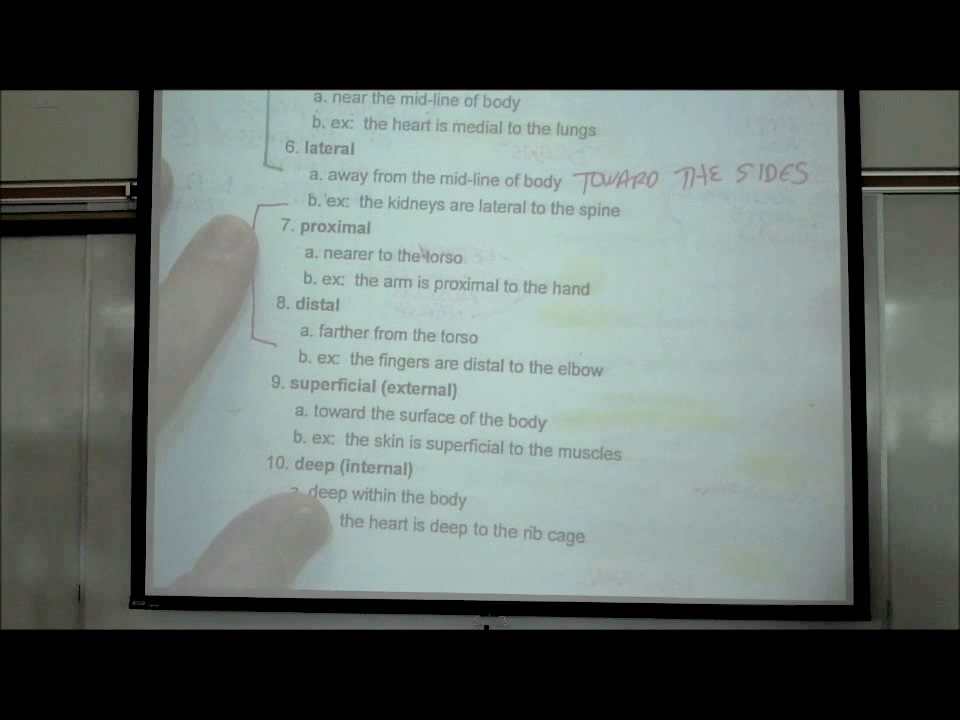 a. near the mid-line of body
b. ex: the heart is medial to the lungs
6. lateral
a. away from the mid-line of body TOWARD THE SIDES
b. ex: the kidneys are lateral to the spine
7. proximal
a. nearer to the torso
b. ex: the arm is proximal to the hand
8. distal
a. farther from the torso
b. ex: the fingers are distal to the elbow
9. superficial (external)
a. toward the surface of the body
b. ex: the skin is superficial to the muscles
10. deep (internal)
a. deep within the body
the heart is deep to the rib cage